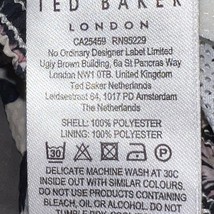 TED BAKER
LONDON
CA25459 RN95229
No Ordinary Designer Label Limited
Ugly Brown Building, 6a St Pancras Way
London NW1 0TB. United Kingdom
Ted Baker The Netherlands
Leidsestraat 64, 1017 PD Amsterdam
The Netherlands
SHELL: 100% POLYESTER
LINING: 100% POLYESTER
30
DELICATE MACHINE WASH AT 30C
INSIDE OUT WITH SIMILAR COLOURS.
DO NOT USE PRODUCTS CONTAINING
BLEACH, OIL OR ALCOHOL. DO NOT